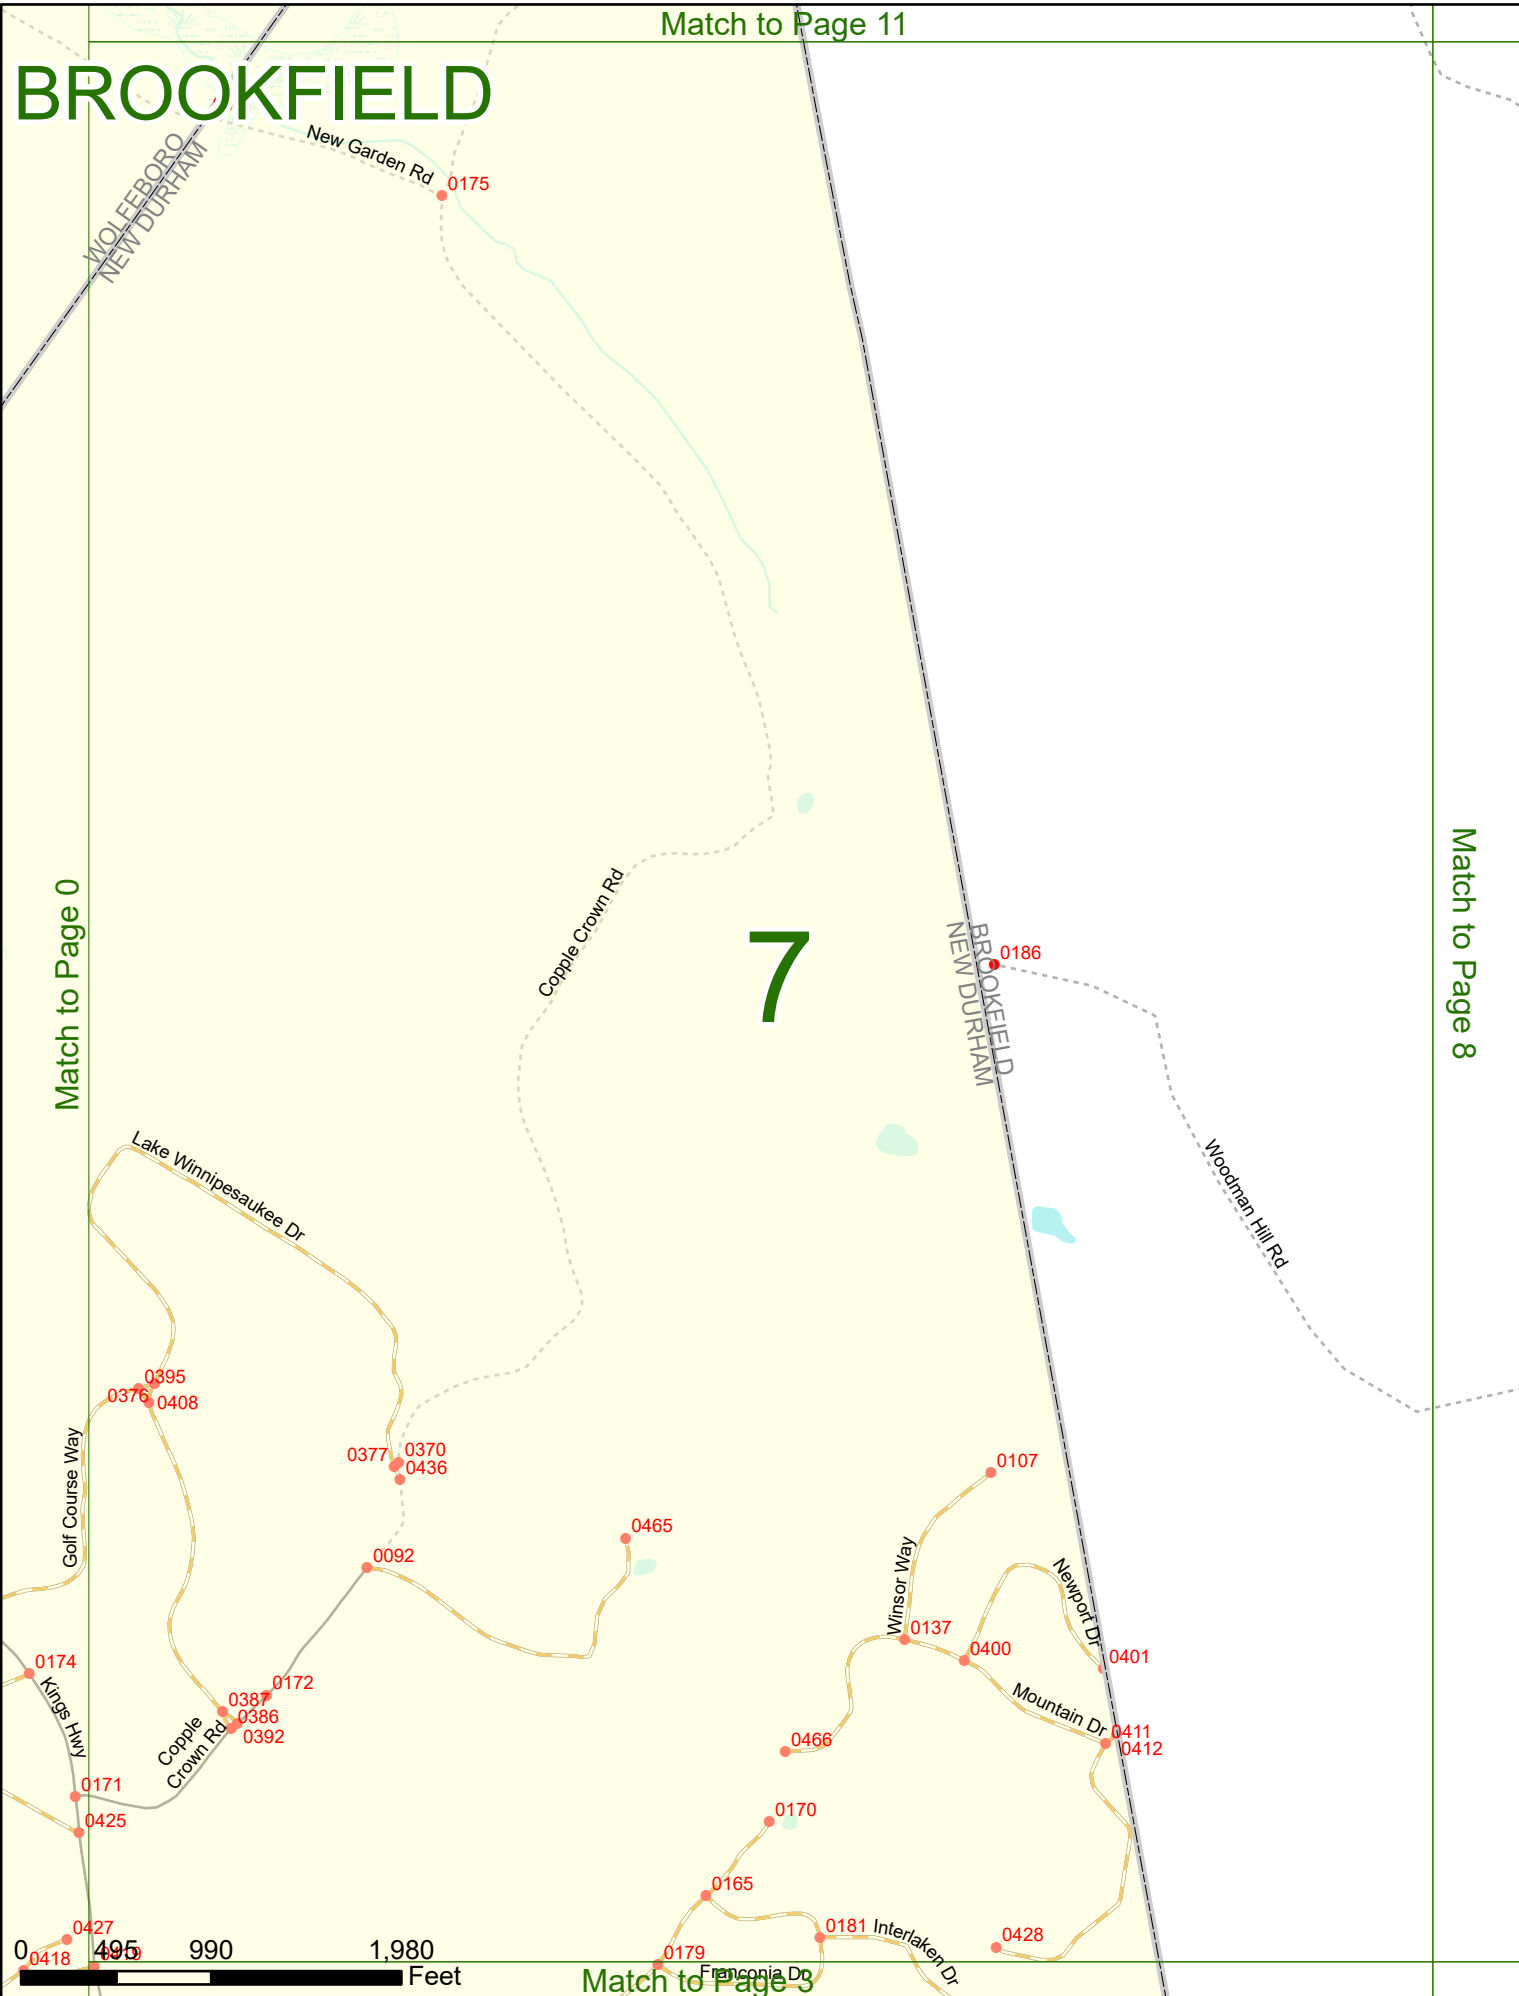 Match to Page 11
BROOKFIELD
New Garden Rd
0175
WOLFEBORO
NEW DURHAM
Copple Crown Rd
7
Match to Page 0
Match to Page 8
BROOKFIELD
NEW DURHAM
0186
Woodman Hill Rd
Lake Winnipesaukee Dr
0395
0376
0408
Golf Course Way
0377
0370
0436
0107
0465
0092
Winsor Way
Newport Dr
0137
0400
0401
0174
Kings Hwy
0172
0387
0386
0392
Copple
Crown Rd
Mountain Dr
0411
0412
0466
0171
0425
0170
0165
0181
Interlaken Dr
0428
0427
0418
0419
0179
Franconia Dr
0 495 990 1,980
Feet
Match to Page 3